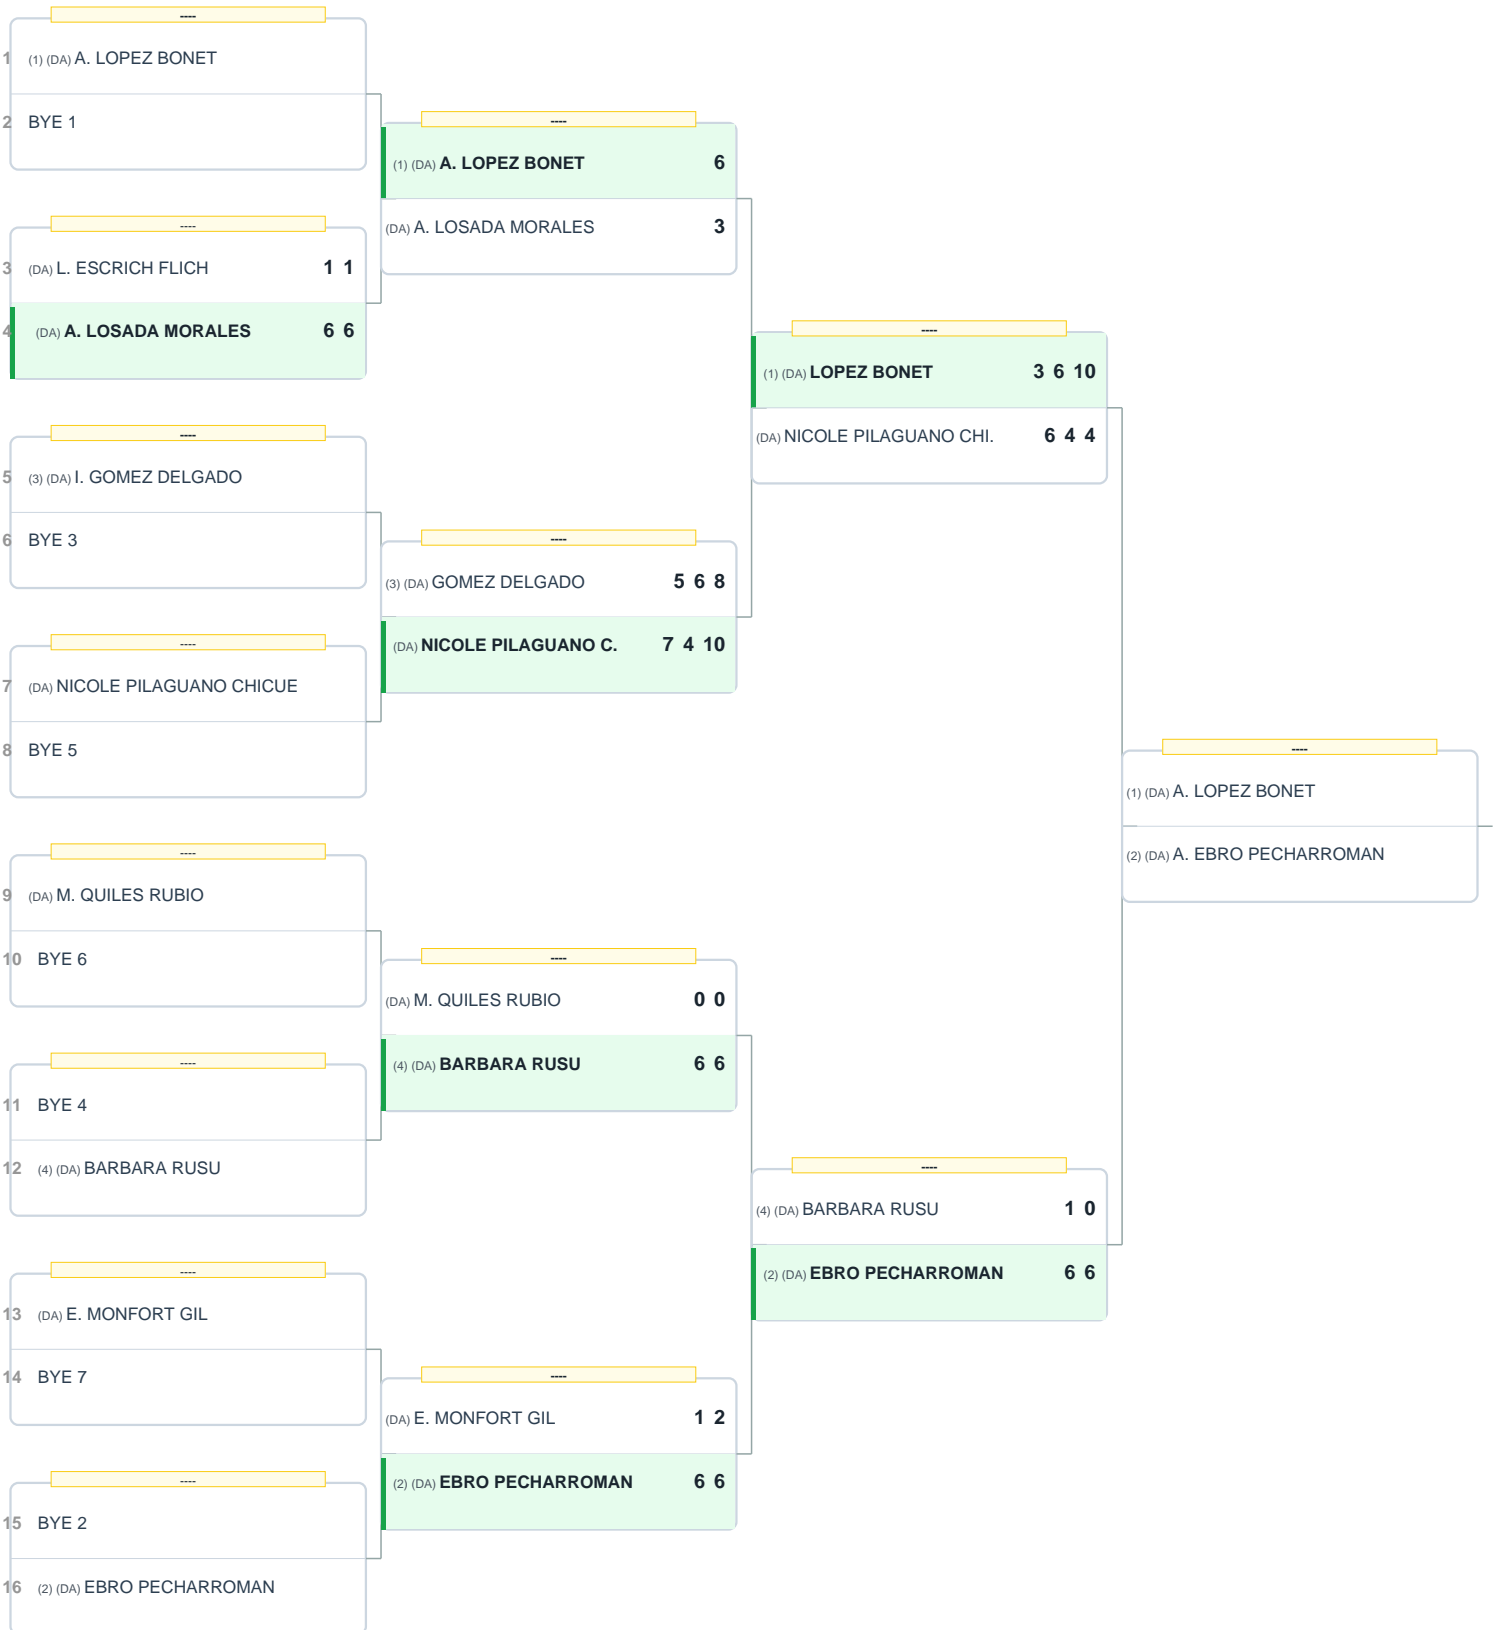 ----
1 (1) (DA) A. LOPEZ BONET
2 BYE 1
----
3 (DA) L. ESCRICH FLICH 1 1
4 (DA) A. LOSADA MORALES 6 6
----
5 (3) (DA) I. GOMEZ DELGADO
6 BYE 3
----
7 (DA) NICOLE PILAGUANO CHICUE
8 BYE 5
----
9 (DA) M. QUILES RUBIO
10 BYE 6
----
11 BYE 4
12 (4) (DA) BARBARA RUSU
----
13 (DA) E. MONFORT GIL
14 BYE 7
----
15 BYE 2
16 (2) (DA) EBRO PECHARROMAN
----
(1) (DA) A. LOPEZ BONET 6
(DA) A. LOSADA MORALES 3
----
(3) (DA) GOMEZ DELGADO 5 6 8
(DA) NICOLE PILAGUANO C. 7 4 10
----
(DA) M. QUILES RUBIO 0 0
(4) (DA) BARBARA RUSU 6 6
----
(DA) E. MONFORT GIL 1 2
(2) (DA) EBRO PECHARROMAN 6 6
----
(1) (DA) LOPEZ BONET 3 6 10
(DA) NICOLE PILAGUANO CHI. 6 4 4
----
(4) (DA) BARBARA RUSU 1 0
(2) (DA) EBRO PECHARROMAN 6 6
----
(1) (DA) A. LOPEZ BONET
(2) (DA) A. EBRO PECHARROMAN